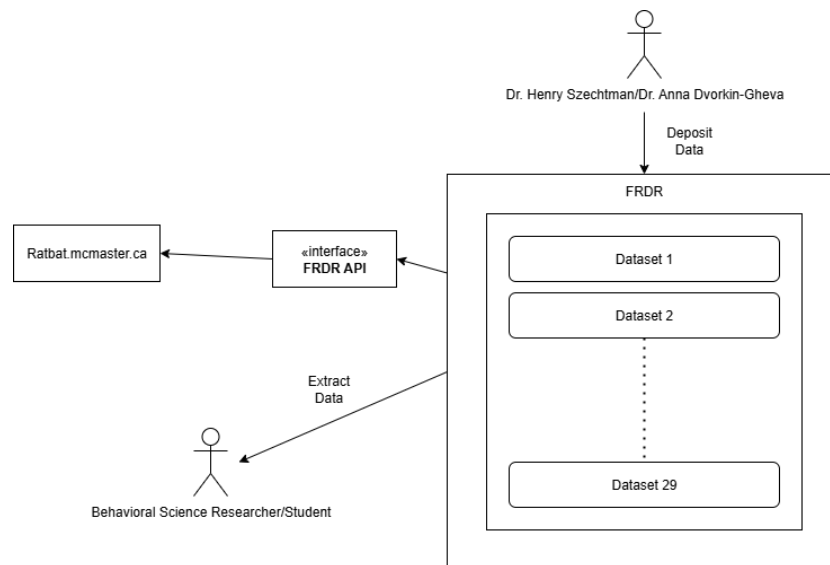 Dr. Henry Szechtman/Dr. Anna Dvorkin-Gheva
Deposit
Data
FRDR
Dataset 1
Dataset 2
Dataset 29
Ratbat.mcmaster.ca
«interface»
FRDR API
Extract
Data
Behavioral Science Researcher/Student